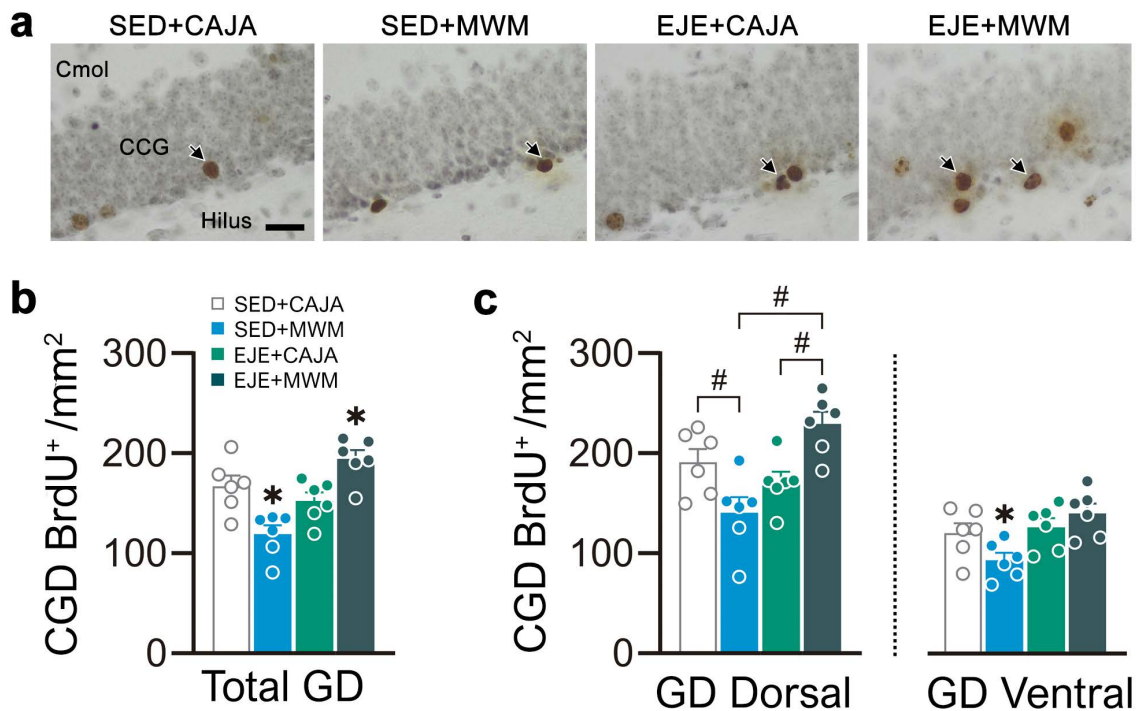 a
SED+CAJA
SED+MWM
EJE+CAJA
EJE+MWM
Cmol
CCG
Hilus
b
SED+CAJA
SED+MWM
EJE+CAJA
EJE+MWM
CGD BrdU⁺/mm²
300
200
100
0
*
*
Total GD
c
CGD BrdU⁺/mm²
300
200
100
0
#
#
#
*
GD Dorsal
GD Ventral